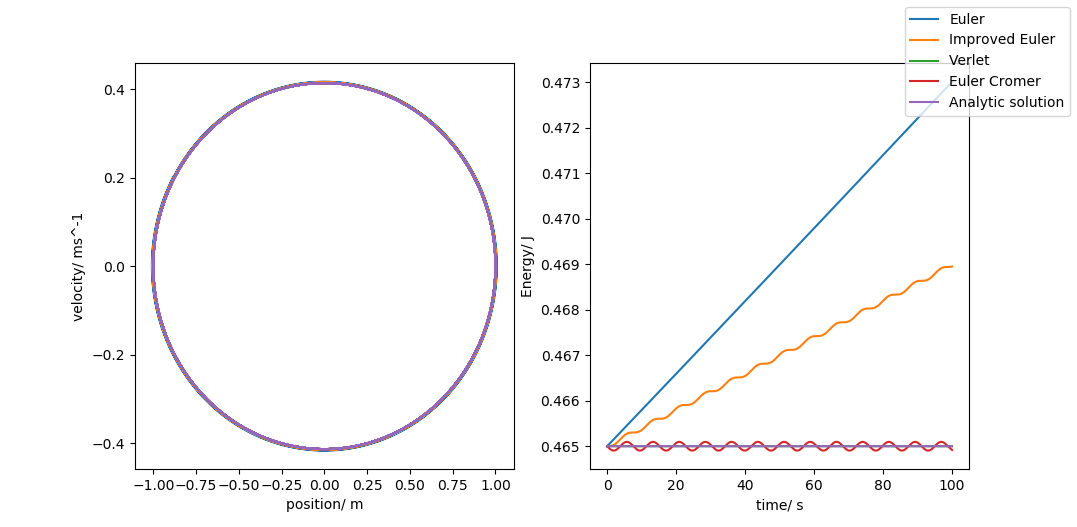 Euler
Improved Euler
Verlet
Euler Cromer
Analytic solution
0.4
0.2
0.0
−0.2
−0.4
velocity/ ms^-1
−1.00 −0.75 −0.50 −0.25 0.00 0.25 0.50 0.75 1.00
position/ m
0.473
0.472
0.471
0.470
0.469
0.468
0.467
0.466
0.465
Energy/ J
0 20 40 60 80 100
time/ s